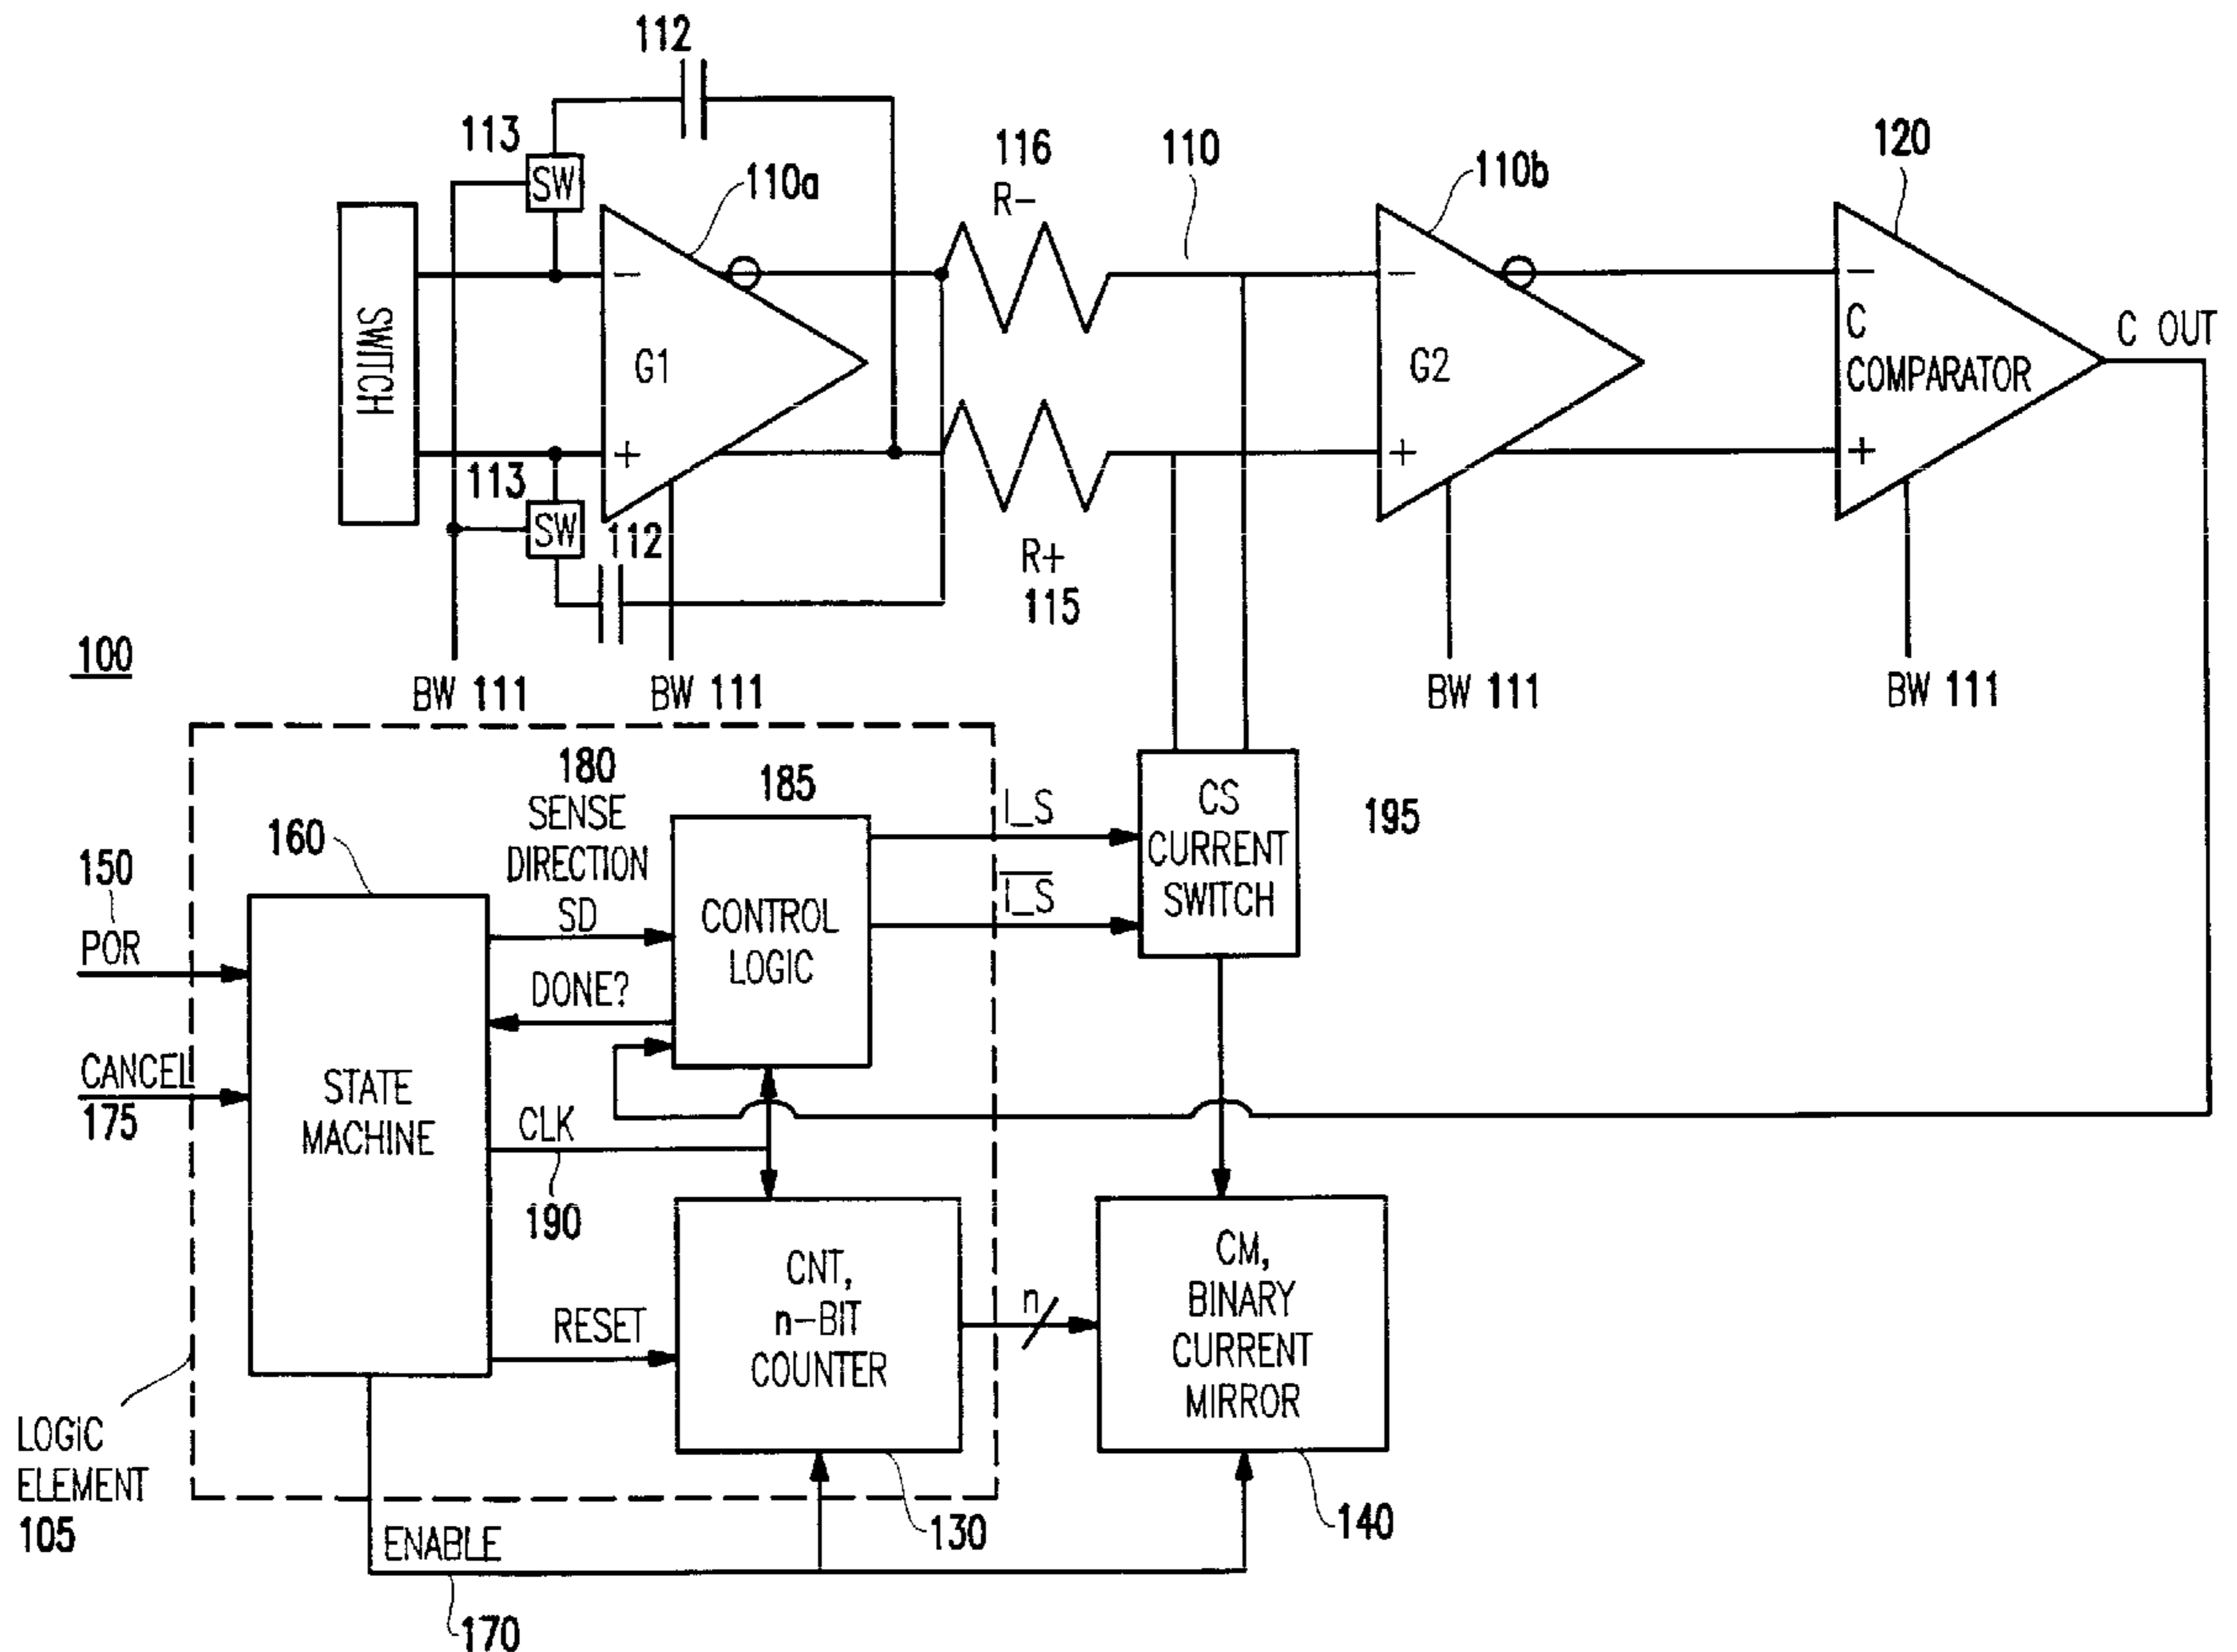 112
113
SW
110a
116
R-
110
110b
120
SWITCH
-
+
G1
-
+
G2
-
+
C
COMPARATOR
C OUT
113
SW
112
R+
115
100
BW 111
BW 111
BW 111
BW 111
180
SENSE
DIRECTION
SD
185
CONTROL
LOGIC
I_S
I_S
CS
CURRENT
SWITCH
195
160
150
POR
DONE?
CANCEL
175
STATE
MACHINE
CLK
190
RESET
CNT,
n-BIT
COUNTER
n
CM,
BINARY
CURRENT
MIRROR
LOGIC
ELEMENT
105
ENABLE
170
130
140